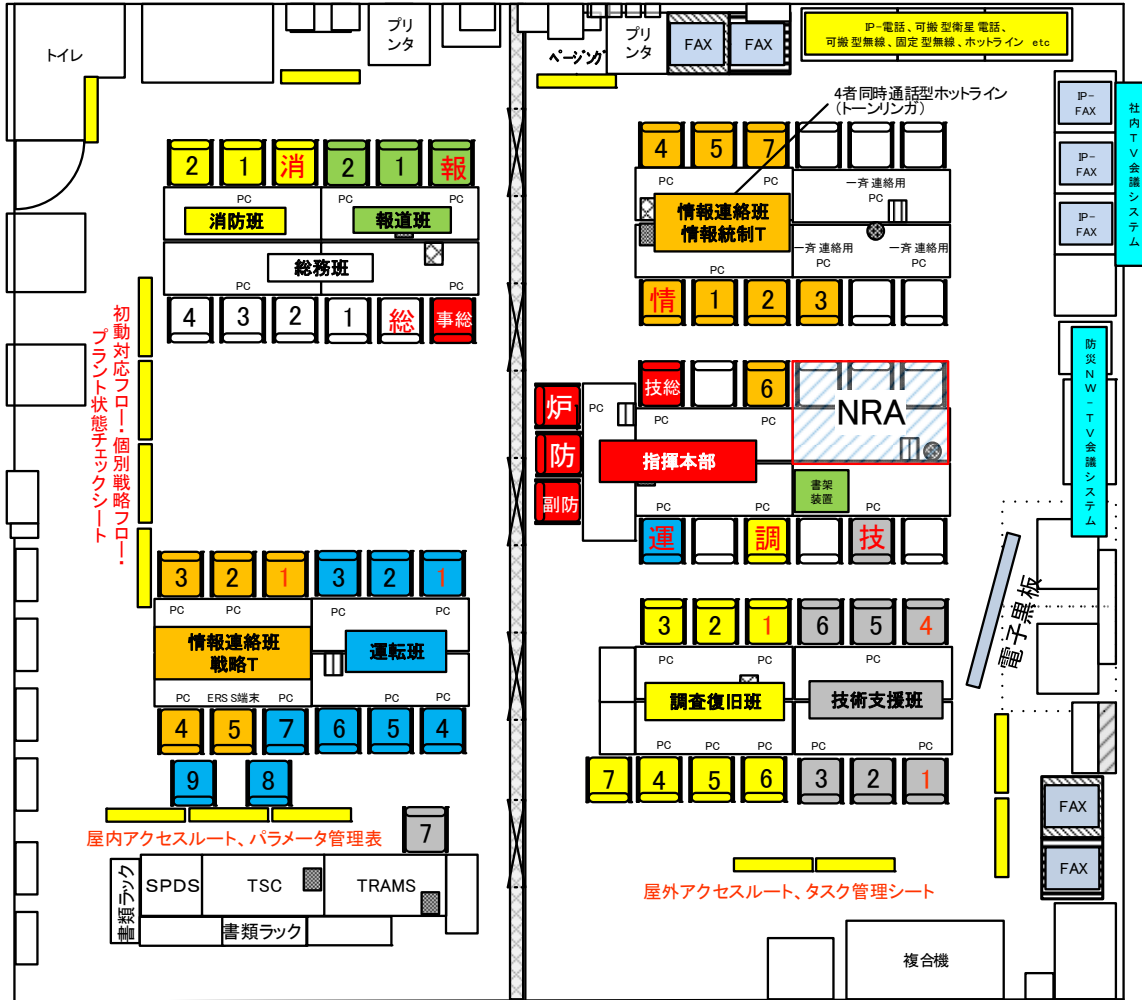 トイレ
プリ
ンタ
ページング
プリ
ンタ
FAX
FAX
IP-電話、可搬型衛星電話、
可搬型無線、固定型無線、ホットライン etc
4者同時通話型ホットライン
(トーンリンガ)
IP-
FAX
IP-
FAX
IP-
FAX
社内TV会議システム
2 1 消 2 1 報
PC PC PC
消防班
報道班
総務班
PC PC PC
4 3 2 1 総 事総
4 5 7
PC PC
一斉連絡用
情報連絡班
情報統制T
一斉連絡用 一斉連絡用
PC PC PC
情 1 2 3
初動対応フロー・個別戦略フロー・
プラント状態チェックシート
炉
防
副防
PC
技総 6
PC PC
NRA
指揮本部
書架
装置
PC PC PC
運 調 技
防災NW-TV会議システム
電子黒板
3 2 1 3 2 1
PC PC PC PC
情報連絡班
戦略T
運転班
PC ERSS端末 PC PC PC
4 5 7 6 5 4
9 8
屋内アクセスルート、パラメータ管理表
7
書類ラック
SPDS
TSC
TRAMS
書類ラック
3 2 1 6 5 4
PC PC PC
調査復旧班
技術支援班
PC PC PC PC PC
7 4 5 6 3 2 1
屋外アクセスルート、タスク管理シート
FAX
FAX
複合機